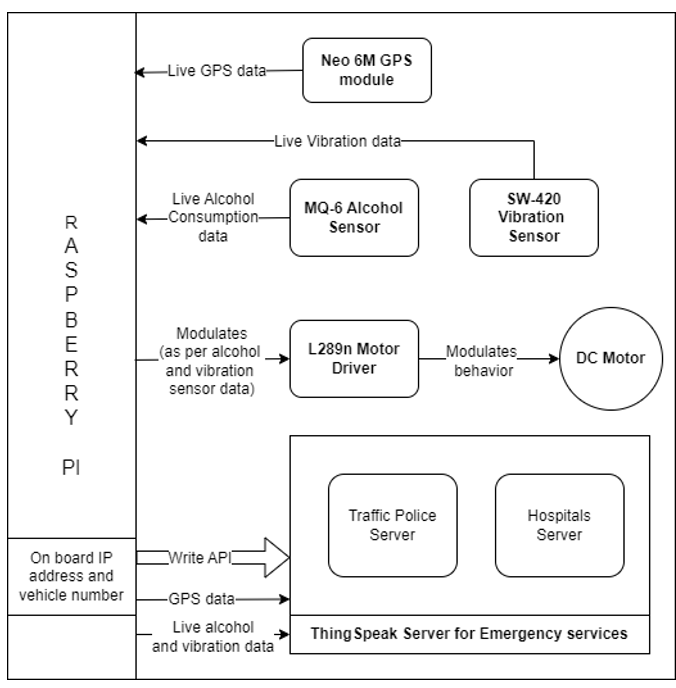 Neo 6M GPS
module
Live GPS data
Live Vibration data
Live Alcohol
Consumption
data
MQ-6 Alcohol
Sensor
SW-420
Vibration
Sensor
R
A
S
P
B
E
R
R
Y
PI
Modulates
(as per alcohol
and vibration
sensor data)
L289n Motor
Driver
Modulates
behavior
DC Motor
Traffic Police
Server
Hospitals
Server
On board IP
address and
vehicle number
Write API
GPS data
Live alcohol
and vibration data
ThingSpeak Server for Emergency services